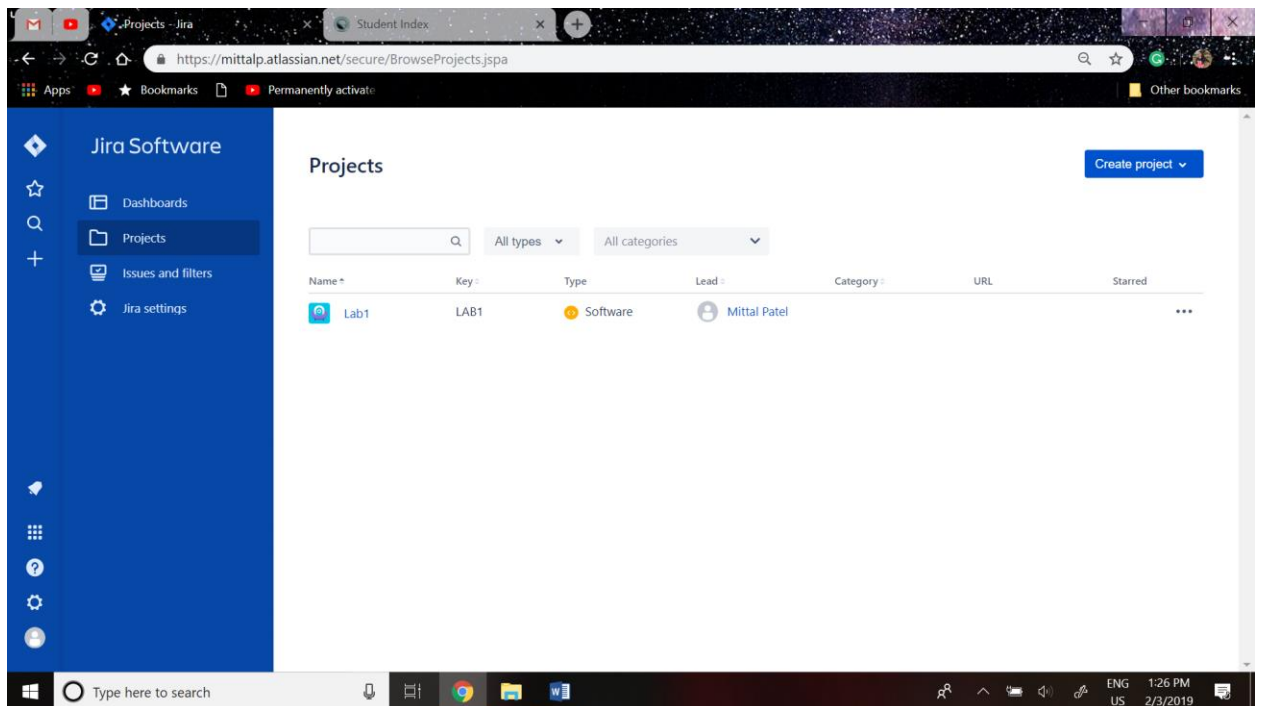 Projects - Jira
Student Index
https://mittalp.atlassian.net/secure/BrowseProjects.jspa
Apps
Bookmarks
Permanently activate
Other bookmarks
Jira Software
Dashboards
Projects
Issues and filters
Jira settings
Projects
Create project
All types
All categories
Name
Key
Type
Lead
Category
URL
Starred
Lab1
LAB1
Software
Mittal Patel
Type here to search
ENG
US
1:26 PM
2/3/2019